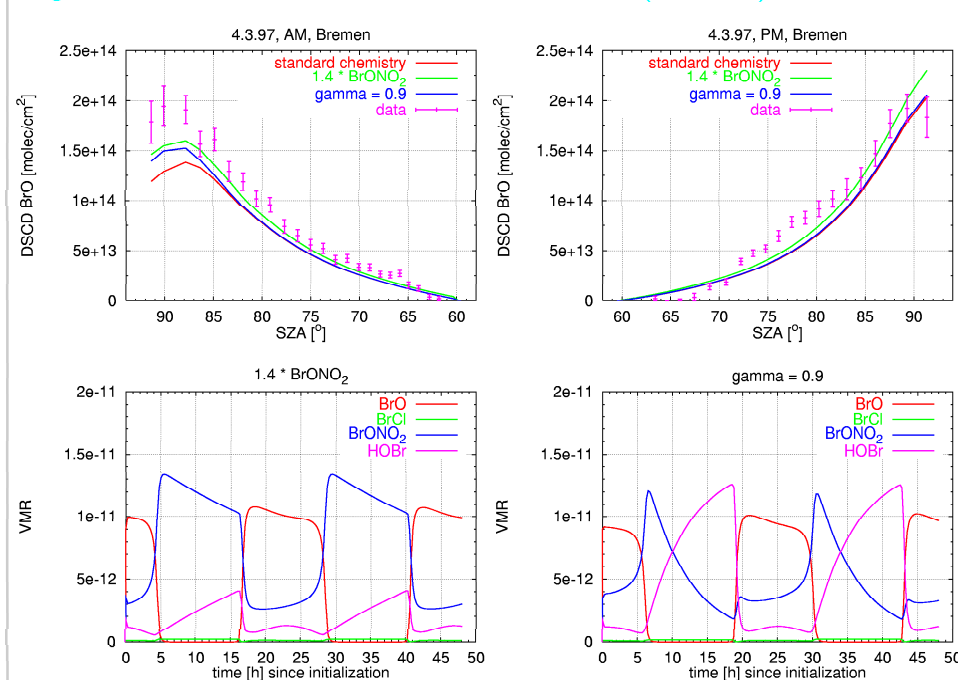 4.3.97, AM, Bremen
2.5e+14
2e+14
1.5e+14
1e+14
5e+13
0
DSCD BrO [molec/cm²]
standard chemistry
1.4 * BrONO₂
gamma = 0.9
data
90 85 80 75 70 65 60
SZA [°]
4.3.97, PM, Bremen
2.5e+14
2e+14
1.5e+14
1e+14
5e+13
0
DSCD BrO [molec/cm²]
standard chemistry
1.4 * BrONO₂
gamma = 0.9
data
60 65 70 75 80 85 90
SZA [°]
1.4 * BrONO₂
2e-11
1.5e-11
1e-11
5e-12
0
VMR
BrO
BrCl
BrONO₂
HOBr
0 5 10 15 20 25 30 35 40 45 50
time [h] since initialization
gamma = 0.9
2e-11
1.5e-11
1e-11
5e-12
0
VMR
BrO
BrCl
BrONO₂
HOBr
0 5 10 15 20 25 30 35 40 45 50
time [h] since initialization